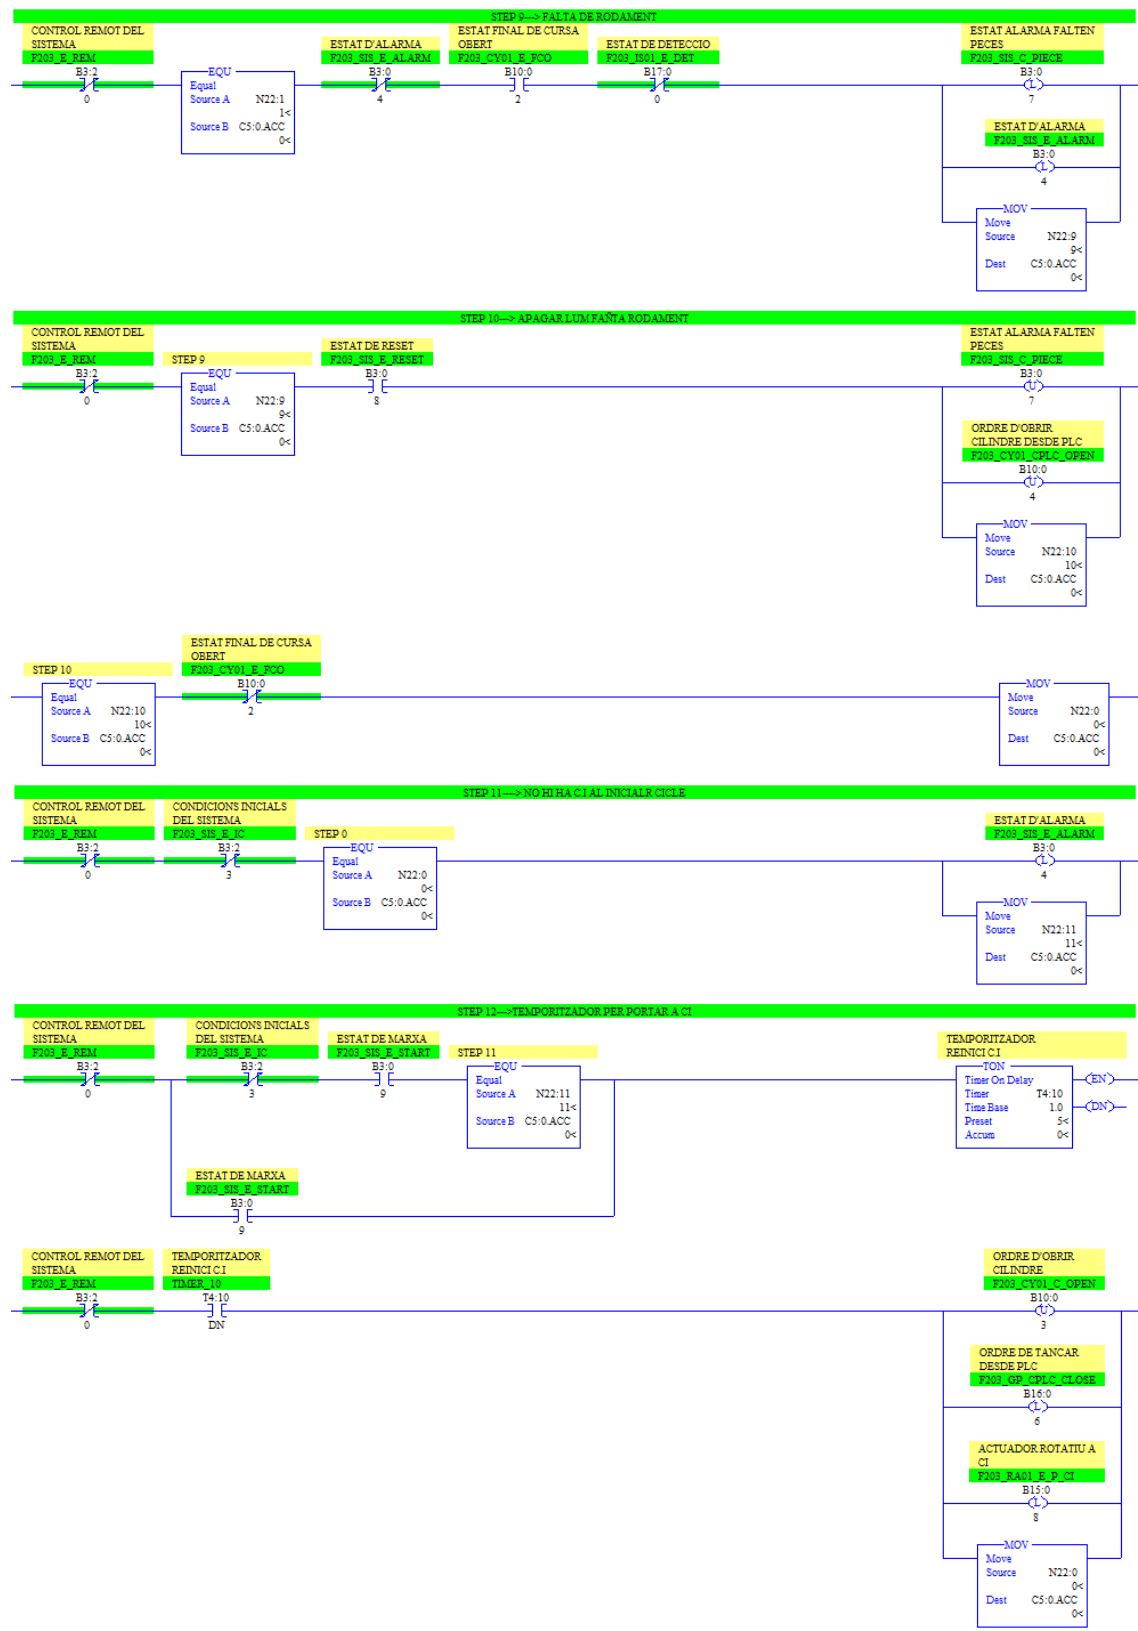 STEP 9---> FALTA DE RODAMENT
CONTROL REMOT DEL
SISTEMA
F203_E_REM
B3:2
0
EQU
Equal
Source A N22:1
1<
Source B C5:0.ACC
0<
ESTAT D'ALARMA
F203_SIS_E_ALARM
B3:0
4
ESTAT FINAL DE CURSA
OBERT
F203_CY01_E_FCO
B10:0
2
ESTAT DE DETECCIO
F203_IS01_E_DET
B17:0
0
ESTAT ALARMA FALTEN
PECES
F203_SIS_C_PIECE
B3:0
L
7
ESTAT D'ALARMA
F203_SIS_E_ALARM
B3:0
L
4
MOV
Move
Source N22:9
9<
Dest C5:0.ACC
0<
STEP 10---> APAGAR LUM FAÑTA RODAMENT
CONTROL REMOT DEL
SISTEMA
F203_E_REM
B3:2
0
STEP 9
EQU
Equal
Source A N22:9
9<
Source B C5:0.ACC
0<
ESTAT DE RESET
F203_SIS_E_RESET
B3:0
8
ESTAT ALARMA FALTEN
PECES
F203_SIS_C_PIECE
B3:0
U
7
ORDRE D'OBRIR
CILINDRE DESDE PLC
F203_CY01_CPLC_OPEN
B10:0
U
4
MOV
Move
Source N22:10
10<
Dest C5:0.ACC
0<
STEP 10
EQU
Equal
Source A N22:10
10<
Source B C5:0.ACC
0<
ESTAT FINAL DE CURSA
OBERT
F203_CY01_E_FCO
B10:0
2
MOV
Move
Source N22:0
0<
Dest C5:0.ACC
0<
STEP 11----> NO HI HA C.I AL INICIALR CICLE
CONTROL REMOT DEL
SISTEMA
F203_E_REM
B3:2
0
CONDICIONS INICIALS
DEL SISTEMA
F203_SIS_E_IC
B3:2
3
STEP 0
EQU
Equal
Source A N22:0
0<
Source B C5:0.ACC
0<
ESTAT D'ALARMA
F203_SIS_E_ALARM
B3:0
L
4
MOV
Move
Source N22:11
11<
Dest C5:0.ACC
0<
STEP 12--->TEMPORITZADOR PER PORTAR A CI
CONTROL REMOT DEL
SISTEMA
F203_E_REM
B3:2
0
CONDICIONS INICIALS
DEL SISTEMA
F203_SIS_E_IC
B3:2
3
ESTAT DE MARXA
F203_SIS_E_START
B3:0
9
STEP 11
EQU
Equal
Source A N22:11
11<
Source B C5:0.ACC
0<
TEMPORITZADOR
REINICI C.I
TON
Timer On Delay
Timer T4:10
Time Base 1.0
Preset 5<
Accum 0<
EN
DN
ESTAT DE MARXA
F203_SIS_E_START
B3:0
9
CONTROL REMOT DEL
SISTEMA
F203_E_REM
B3:2
0
TEMPORITZADOR
REINICI C.I
TIMER_10
T4:10
DN
ORDRE D'OBRIR
CILINDRE
F203_CY01_C_OPEN
B10:0
U
3
ORDRE DE TANCAR
DESDE PLC
F203_GP_CPLC_CLOSE
B16:0
L
6
ACTUADOR ROTATIU A
CI
F203_RA01_E_P_CI
B15:0
L
8
MOV
Move
Source N22:0
0<
Dest C5:0.ACC
0<